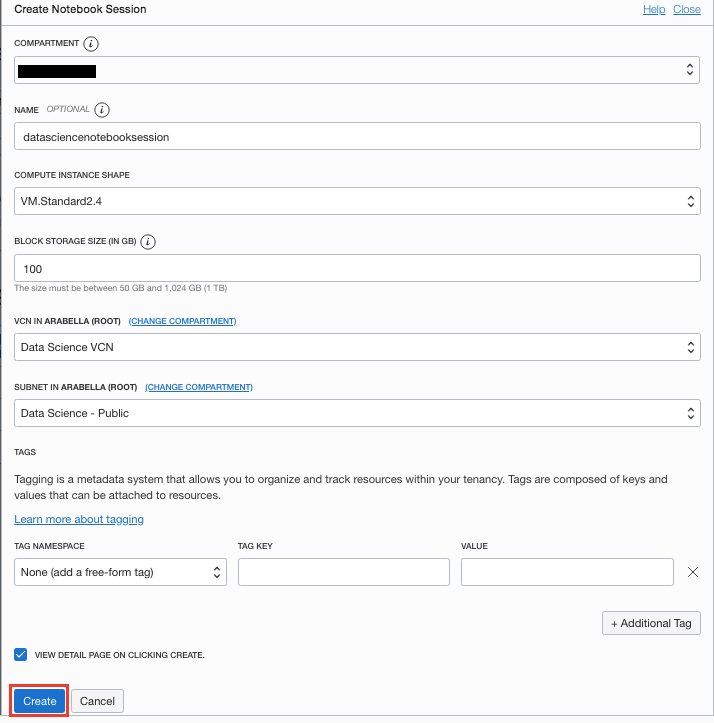 Create Notebook Session Help Close
COMPARTMENT i
NAME OPTIONAL i
datasciencenotebooksession
COMPUTE INSTANCE SHAPE
VM.Standard2.4
BLOCK STORAGE SIZE (IN GB) i
100
The size must be between 50 GB and 1,024 GB (1 TB)
VCN IN ARABELLA (ROOT) (CHANGE COMPARTMENT)
Data Science VCN
SUBNET IN ARABELLA (ROOT) (CHANGE COMPARTMENT)
Data Science - Public
TAGS
Tagging is a metadata system that allows you to organize and track resources within your tenancy. Tags are composed of keys and
values that can be attached to resources.
Learn more about tagging
TAG NAMESPACE TAG KEY VALUE
None (add a free-form tag)
+ Additional Tag
VIEW DETAIL PAGE ON CLICKING CREATE.
Create Cancel